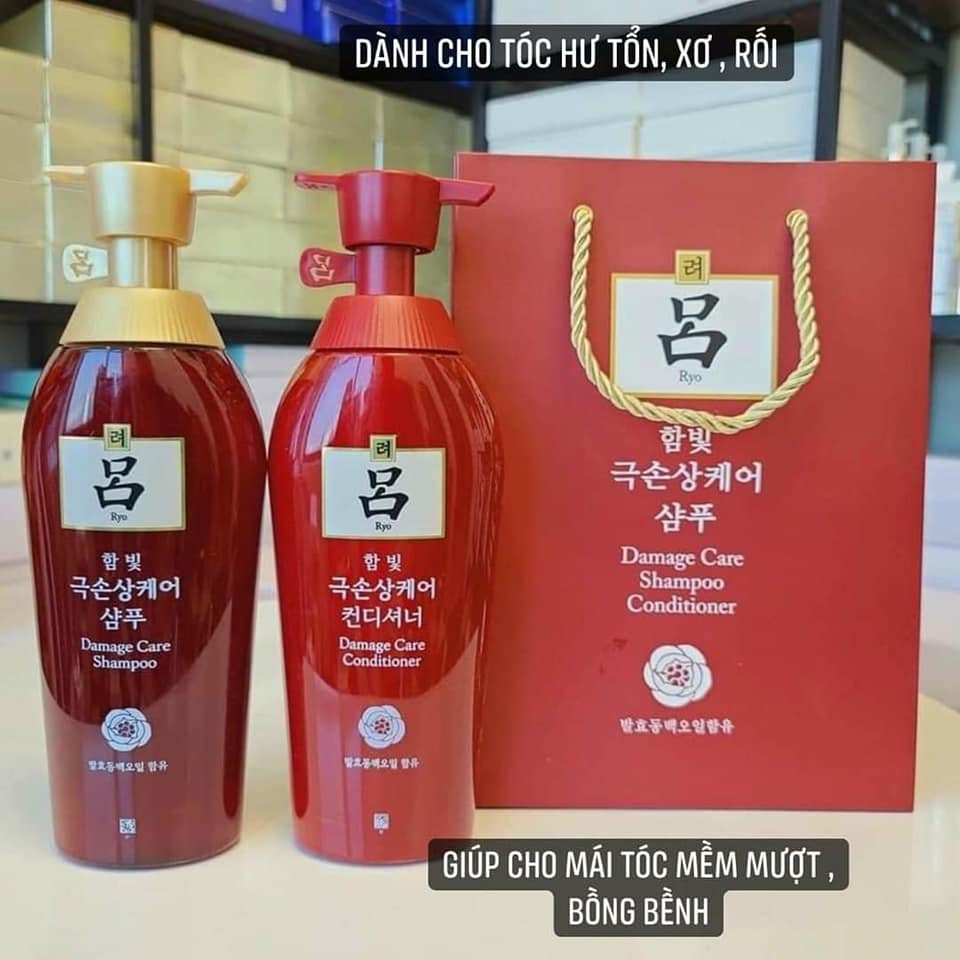 DÀNH CHO TÓC HƯ TỔN, XƠ , RỐI
려
呂
Ryo
함빛
극손상케어
샴푸
Damage Care
Shampoo
Conditioner
발효동백오일함유
呂
려
呂
Ryo
함빛
극손상케어
샴푸
Damage Care
Shampoo
발효동백오일 함유
呂
려
呂
Ryo
함빛
극손상케어
컨디셔너
Damage Care
Conditioner
발효동백오일 함유
GIÚP CHO MÁI TÓC MỀM MƯỢT ,
BỒNG BỀNH